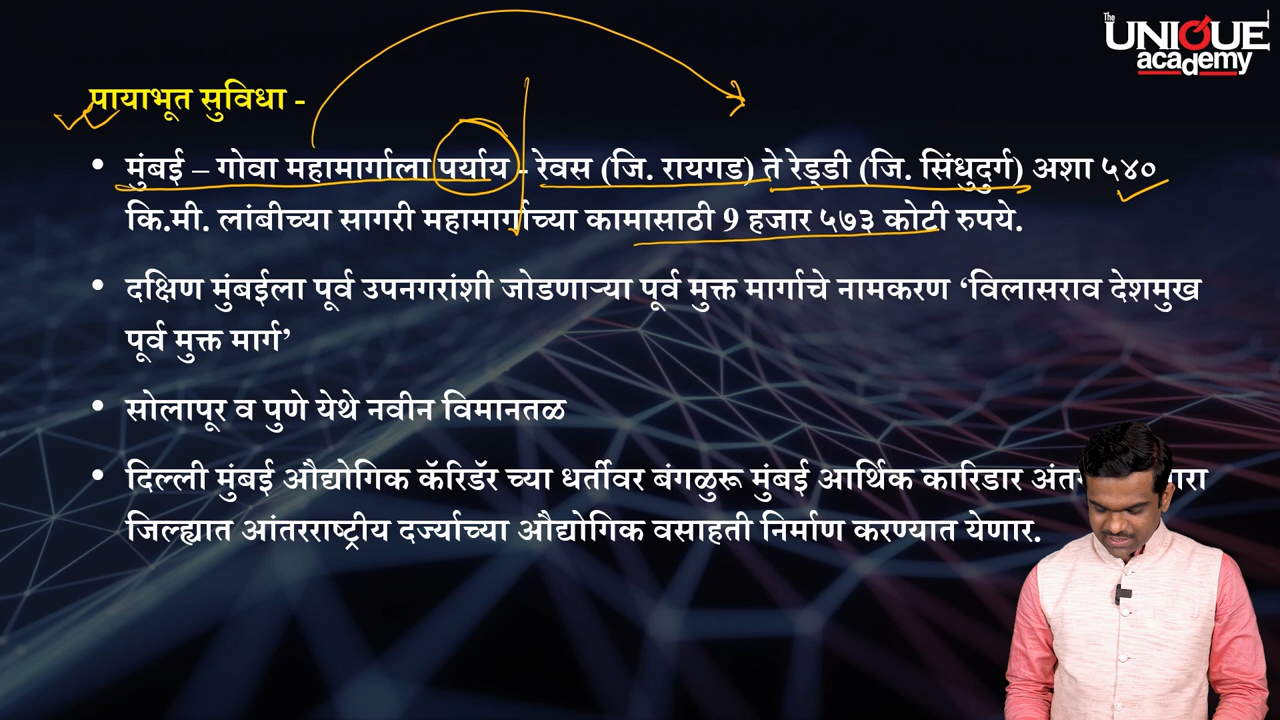 The
UNIQUE
academy
पायाभूत सुविधा -
• मुंबई – गोवा महामार्गाला पर्याय - रेवस (जि. रायगड) ते रेड्डी (जि. सिंधुदुर्ग) अशा ५४०
कि.मी. लांबीच्या सागरी महामार्गाच्या कामासाठी 9 हजार ५७३ कोटी रुपये.
• दक्षिण मुंबईला पूर्व उपनगरांशी जोडणाऱ्या पूर्व मुक्त मार्गाचे नामकरण ‘विलासराव देशमुख
पूर्व मुक्त मार्ग’
• सोलापूर व पुणे येथे नवीन विमानतळ
• दिल्ली मुंबई औद्योगिक कॅारिडॅार च्या धर्तीवर बंगळुरू मुंबई आर्थिक कारिडार
जिल्ह्यात आंतरराष्ट्रीय दर्ज्याच्या औद्योगिक वसाहती निर्माण करण्यात येणार.